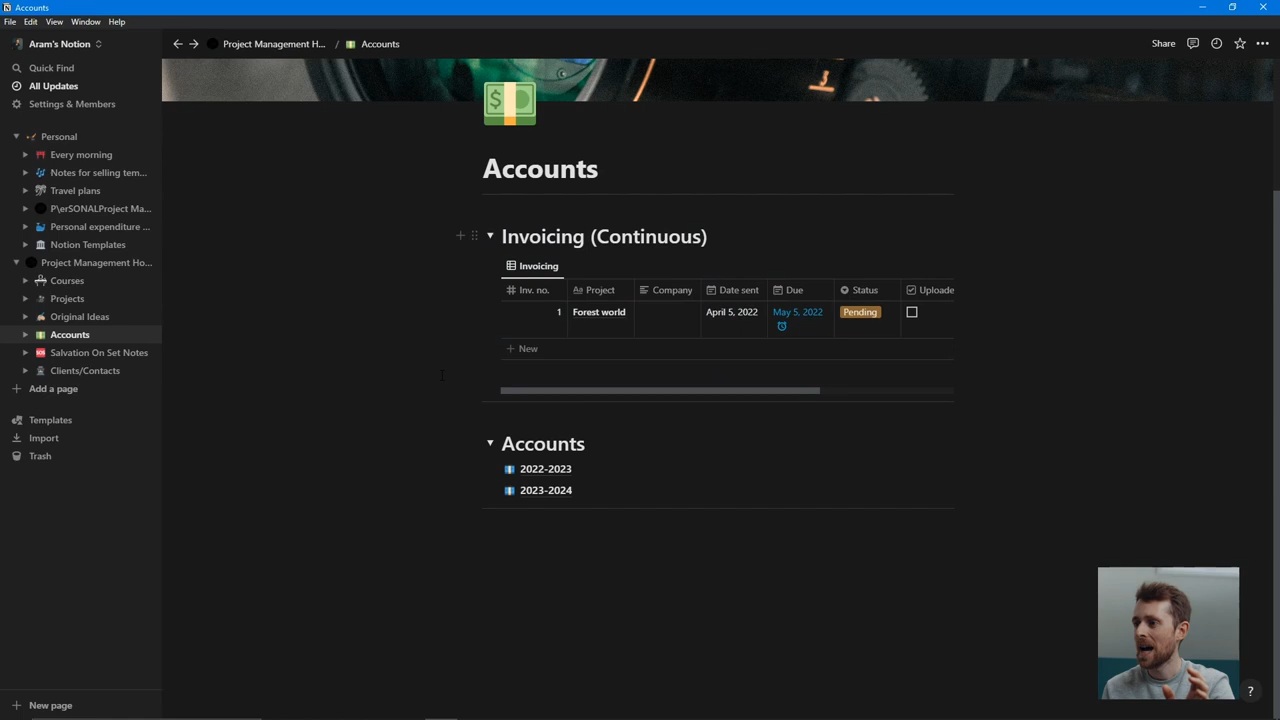 Accounts
File Edit View Window Help
Aram's Notion
Project Management H... / Accounts
Share
Quick Find
All Updates
Settings & Members
Personal
Every morning
Notes for selling tem...
Travel plans
P\erSONALProject Ma...
Personal expenditure ...
Notion Templates
Project Management Ho...
Courses
Projects
Original Ideas
Accounts
Salvation On Set Notes
Clients/Contacts
Add a page
Templates
Import
Trash
New page
Accounts
Invoicing (Continuous)
Invoicing
Inv. no. Aa Project Company Date sent Due Status Uploade
1 Forest world April 5, 2022 May 5, 2022 Pending
New
Accounts
2022-2023
2023-2024
?